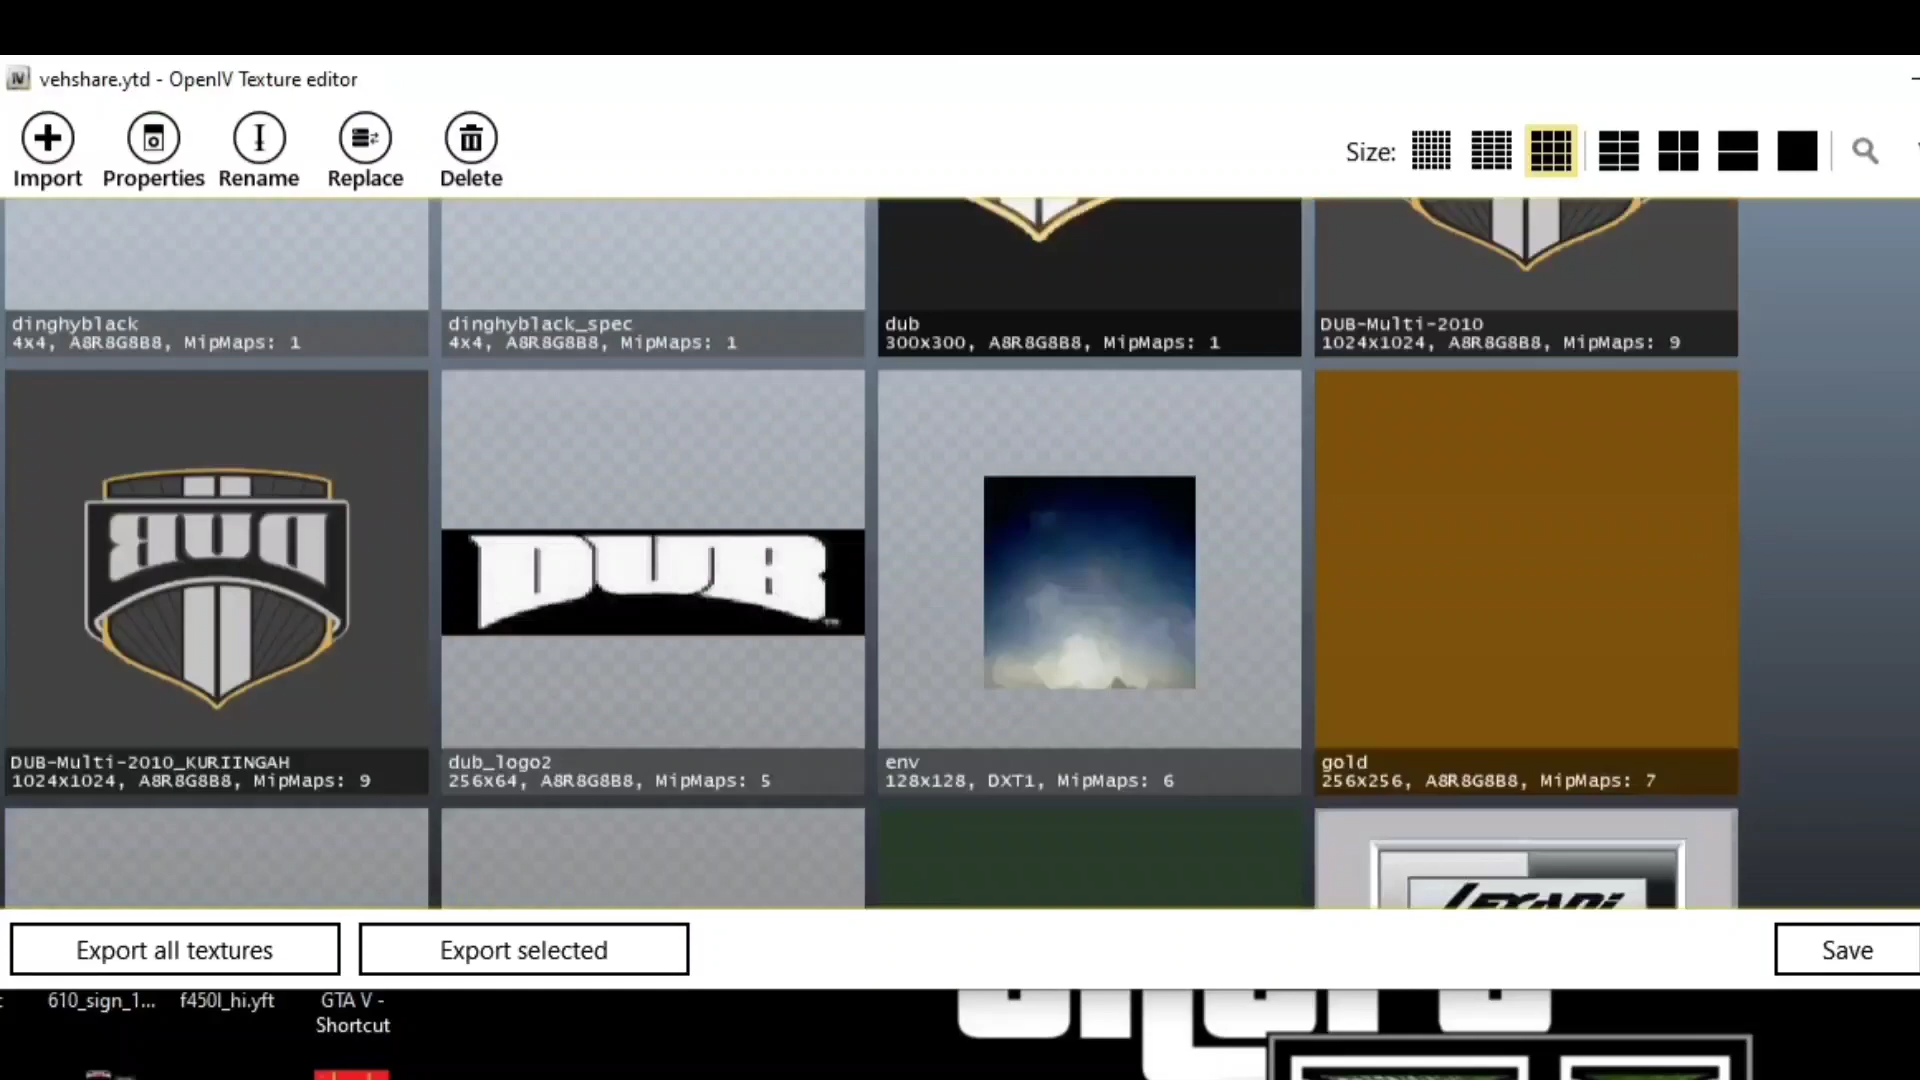 vehshare.ytd - OpenIV Texture editor
Import
Properties
Rename
Replace
Delete
Size:
dinghyblack
4x4, A8R8G8B8, MipMaps: 1
dinghyblack_spec
4x4, A8R8G8B8, MipMaps: 1
dub
300x300, A8R8G8B8, MipMaps: 1
DUB-Multi-2010
1024x1024, A8R8G8B8, MipMaps: 9
DUB
DUB-Multi-2010_KURIINGAH
1024x1024, A8R8G8B8, MipMaps: 9
DUB
TM
dub_logo2
256x64, A8R8G8B8, MipMaps: 5
env
128x128, DXT1, MipMaps: 6
gold
256x256, A8R8G8B8, MipMaps: 7
Export all textures
Export selected
Save
610_sign_1...
f450l_hi.yft
GTA V -
Shortcut